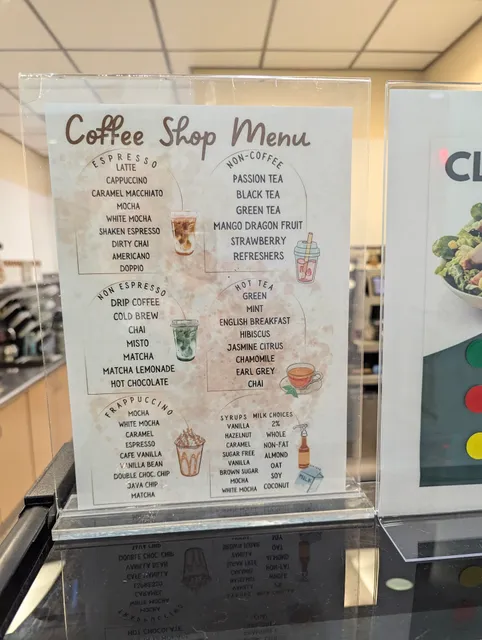 Coffee Shop Menu
ESPRESSO
LATTE
CAPPUCCINO
CARAMEL MACCHIATO
MOCHA
WHITE MOCHA
SHAKEN ESPRESSO
DIRTY CHAI
AMERICANO
DOPPIO
NON-COFFEE
PASSION TEA
BLACK TEA
GREEN TEA
MANGO DRAGON FRUIT
STRAWBERRY
REFRESHERS
NON ESPRESSO
DRIP COFFEE
COLD BREW
CHAI
MISTO
MATCHA
MATCHA LEMONADE
HOT CHOCOLATE
HOT TEA
GREEN
MINT
ENGLISH BREAKFAST
HIBISCUS
JASMINE CITRUS
CHAMOMILE
EARL GREY
CHAI
FRAPPUCCINO
MOCHA
WHITE MOCHA
CARAMEL
ESPRESSO
CAFE VANILLA
VANILLA BEAN
DOUBLE CHOC. CHIP
JAVA CHIP
MATCHA
SYRUPS
VANILLA
HAZELNUT
CARAMEL
SUGAR FREE
VANILLA
BROWN SUGAR
MOCHA
WHITE MOCHA
MILK CHOICES
2%
WHOLE
NON-FAT
ALMOND
OAT
SOY
COCONUT
CL